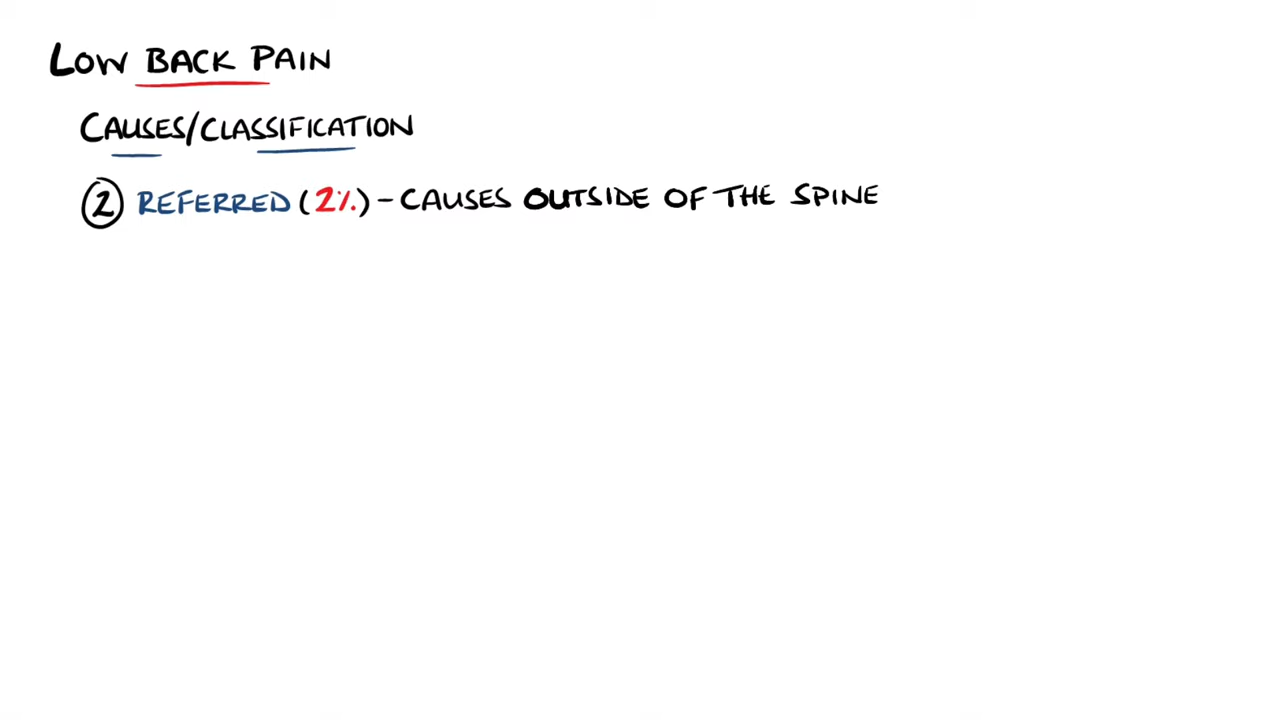 LOW BACK PAIN
CAUSES/CLASSIFICATION
2 REFERRED (2%) - CAUSES OUTSIDE OF THE SPINE